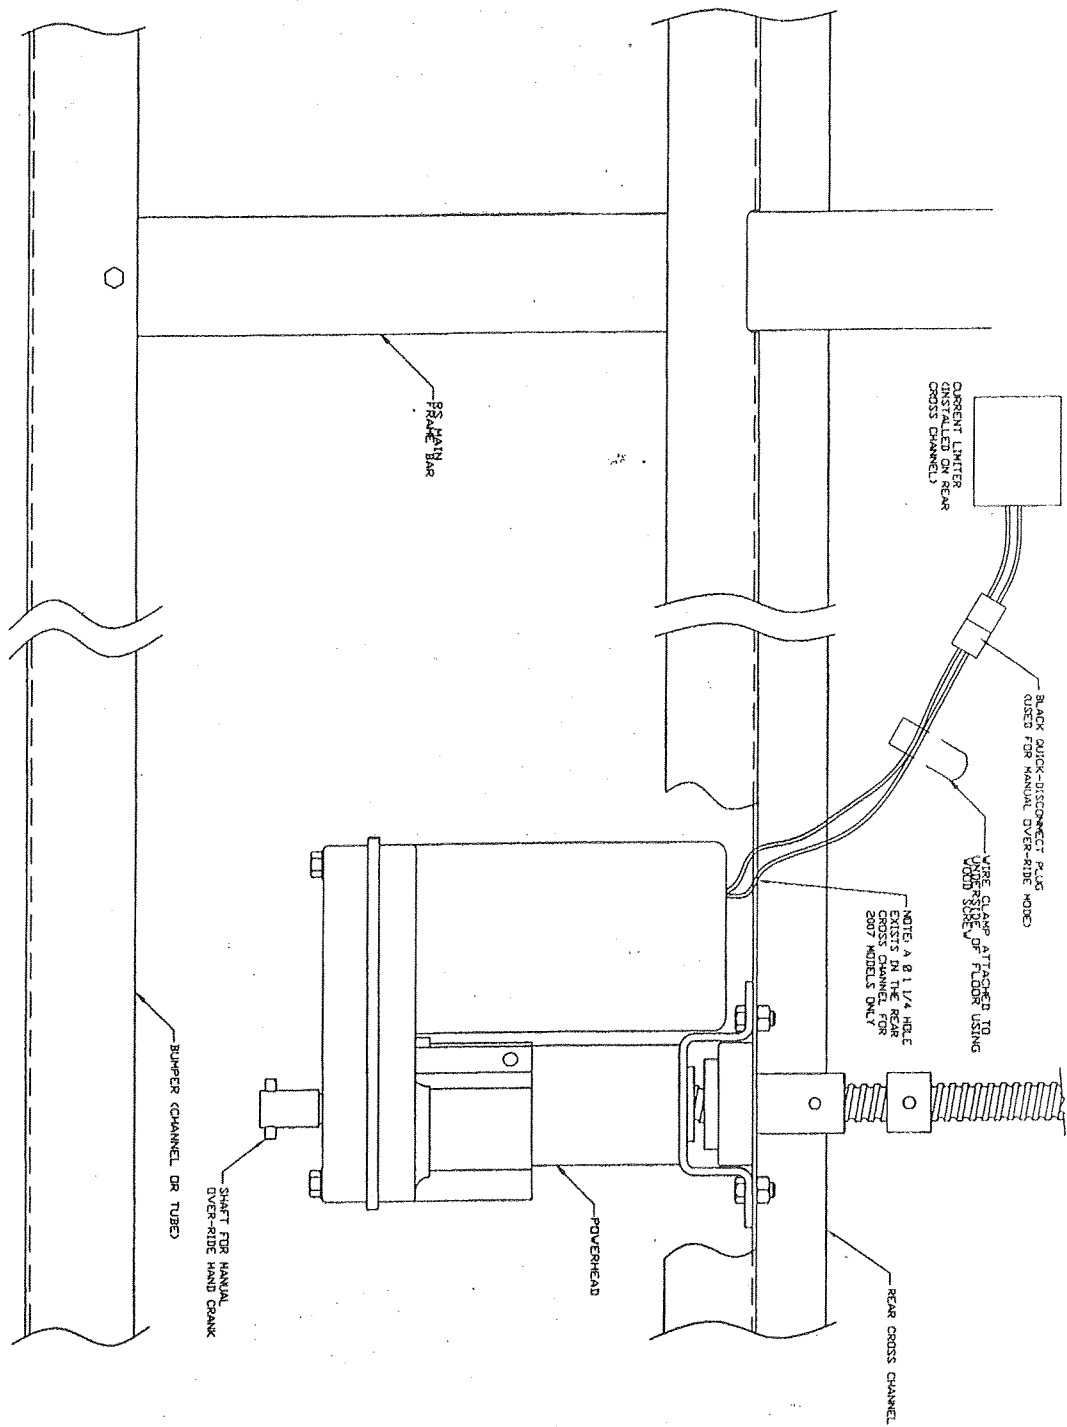 CURRENT LIMITER
(INSTALLED ON REAR
CROSS CHANNEL)
BLACK QUICK-DISCONNECT PLUG
(USED FOR MANUAL OVER-RIDE MODE)
WIRE CLAMP ATTACHED TO
UNDERSIDE OF FLOOR USING
WOOD SCREW
NOTE: A Ø 1 1/4 HOLE
EXISTS IN THE REAR
CROSS CHANNEL FOR
2007 MODELS ONLY
REAR CROSS CHANNEL
RS MAIN
FRAME BAR
POWERHEAD
SHAFT FOR MANUAL
OVER-RIDE HAND CRANK
BUMPER (CHANNEL OR TUBE)